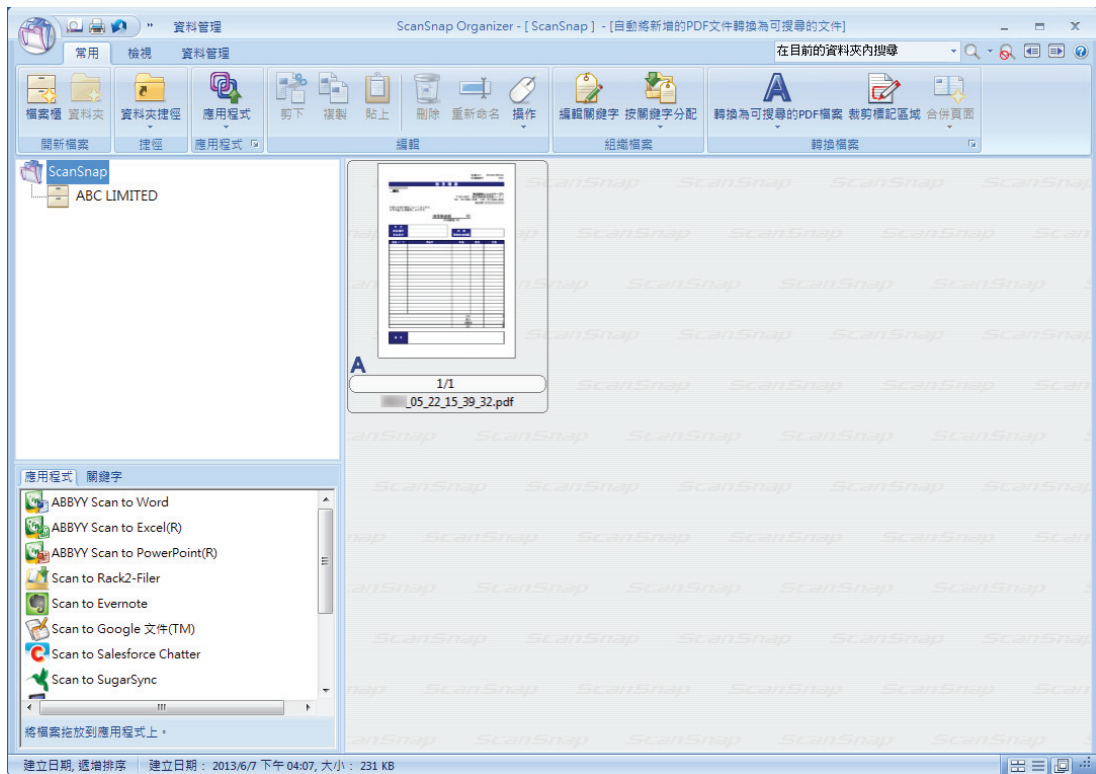 資料管理
ScanSnap Organizer - [ ScanSnap ] - [自動將新增的PDF文件轉換為可搜尋的文件]
常用 檢視 資料管理
在目前的資料夾內搜尋
檔案櫃 資料夾 資料夾捷徑 應用程式 剪下 複製 貼上 刪除 重新命名 操作 編輯關鍵字 按關鍵字分配 轉換為可搜尋的PDF檔案 裁剪標記區域 合併頁面
開新檔案 捷徑 應用程式 編輯 組織檔案 轉換檔案
ScanSnap
ABC LIMITED
A
1/1
_05_22_15_39_32.pdf
應用程式 關鍵字
ABBYY Scan to Word
ABBYY Scan to Excel(R)
ABBYY Scan to PowerPoint(R)
Scan to Rack2-Filer
Scan to Evernote
Scan to Google 文件(TM)
Scan to Salesforce Chatter
Scan to SugarSync
將檔案拖放到應用程式上。
建立日期, 遞增排序 建立日期： 2013/6/7 下午 04:07, 大小： 231 KB